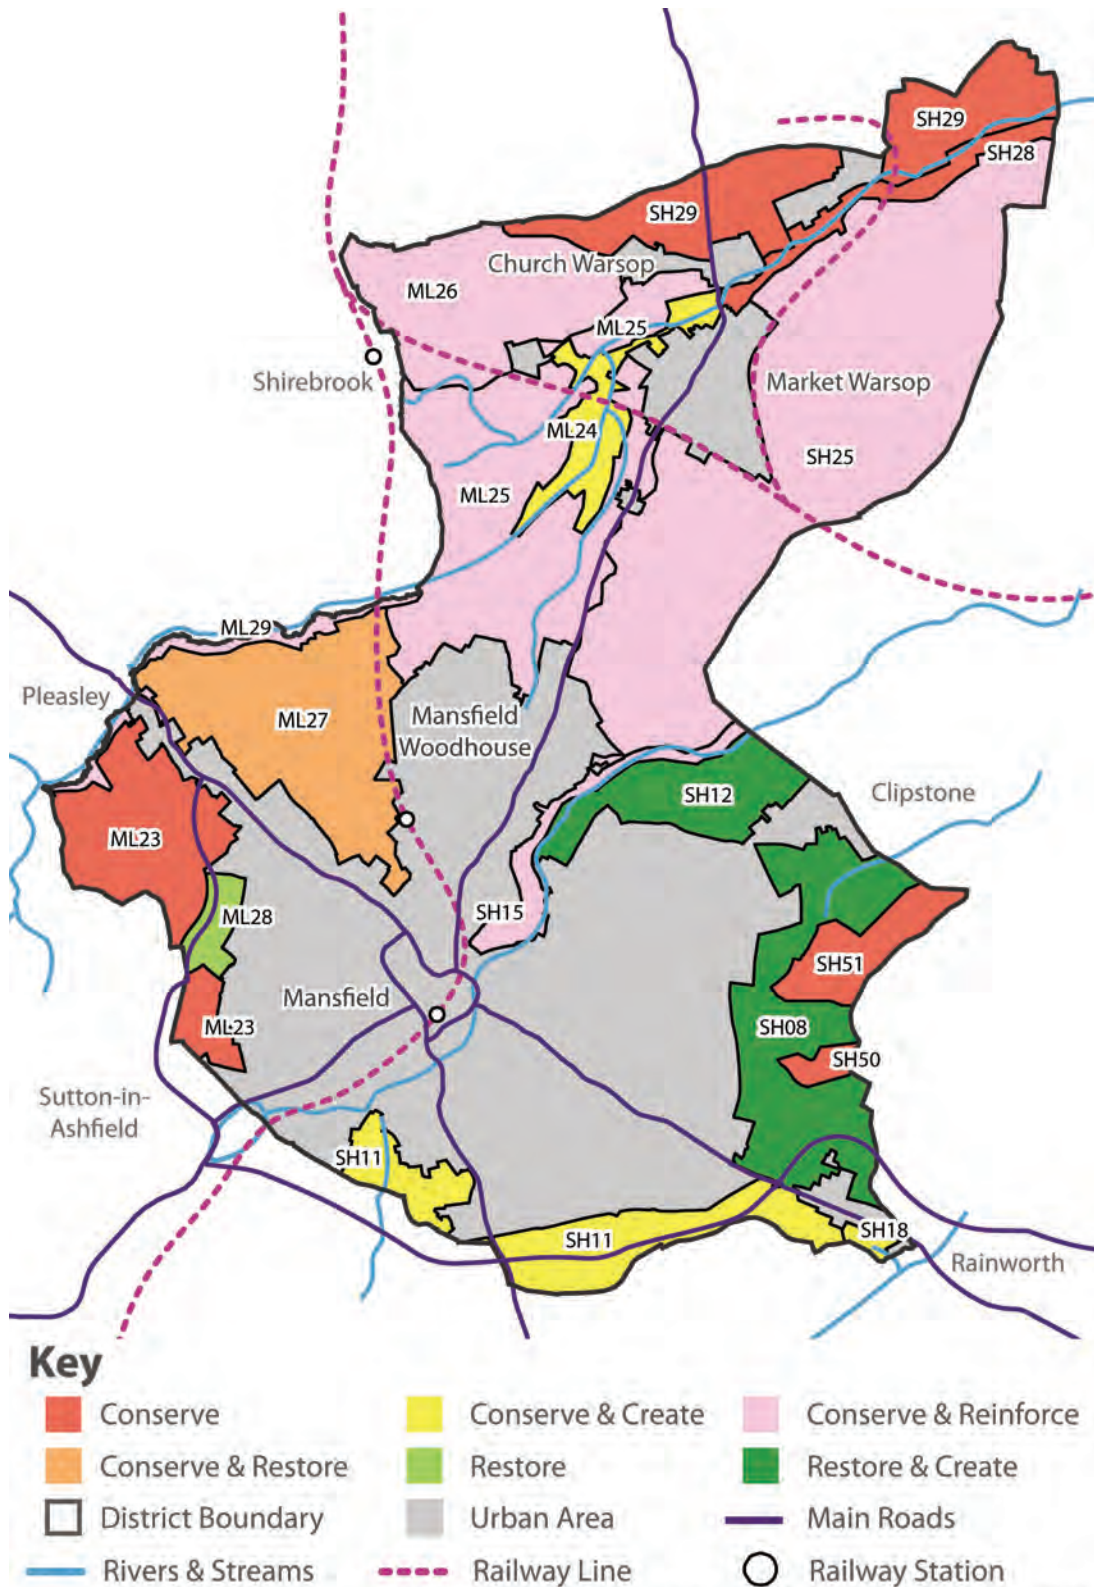 SH29
SH28
SH29
Church Warsop
ML26
ML25
Shirebrook
Market Warsop
ML24
SH25
ML25
ML29
Pleasley
ML27
Mansfield
Woodhouse
SH12
Clipstone
ML23
SH15
ML28
SH51
Mansfield
ML23
SH08
SH50
Sutton-in-
Ashfield
SH11
SH11
SH18
Rainworth
Key
Conserve
Conserve & Create
Conserve & Reinforce
Conserve & Restore
Restore
Restore & Create
District Boundary
Urban Area
Main Roads
Rivers & Streams
Railway Line
Railway Station